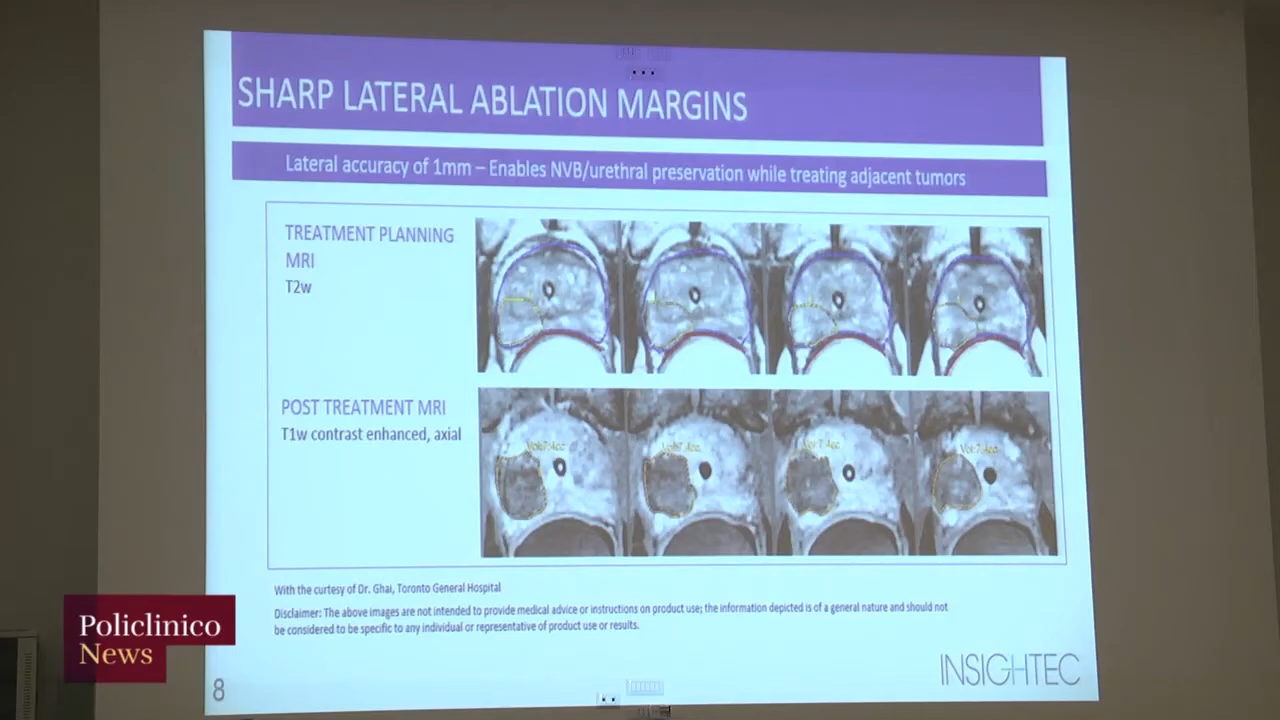 SHARP LATERAL ABLATION MARGINS
Lateral accuracy of 1mm – Enables NVB/urethral preservation while treating adjacent tumors
TREATMENT PLANNING
MRI
T2w
POST TREATMENT MRI
T1w contrast enhanced, axial
With the curtesy of Dr. Ghai, Toronto General Hospital
Disclaimer: The above images are not intended to provide medical advice or instructions on product use; the information depicted is of a general nature and should not
be considered to be specific to any individual or representative of product use or results.
Policlinico
News
8
INSIGHTEC